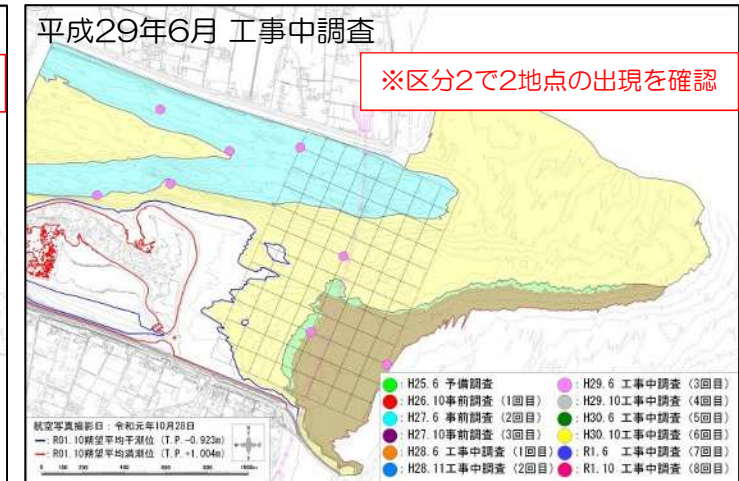 平成29年6月 工事中調査
※区分2で2地点の出現を確認
航空写真撮影日：令和元年10月28日
：R01.10朔望平均干潮位（T.P.-0.923m）
：R01.10朔望平均満潮位（T.P.+1.004m）
：H25.6 予備調査
：H26.10事前調査（1回目）
：H27.6 事前調査（2回目）
：H27.10事前調査（3回目）
：H28.6 工事中調査（1回目）
：H28.11工事中調査（2回目）
：H29.6 工事中調査（3回目）
：H29.10工事中調査（4回目）
：H30.6 工事中調査（5回目）
：H30.10工事中調査（6回目）
：R1.6 工事中調査（7回目）
：R1.10 工事中調査（8回目）